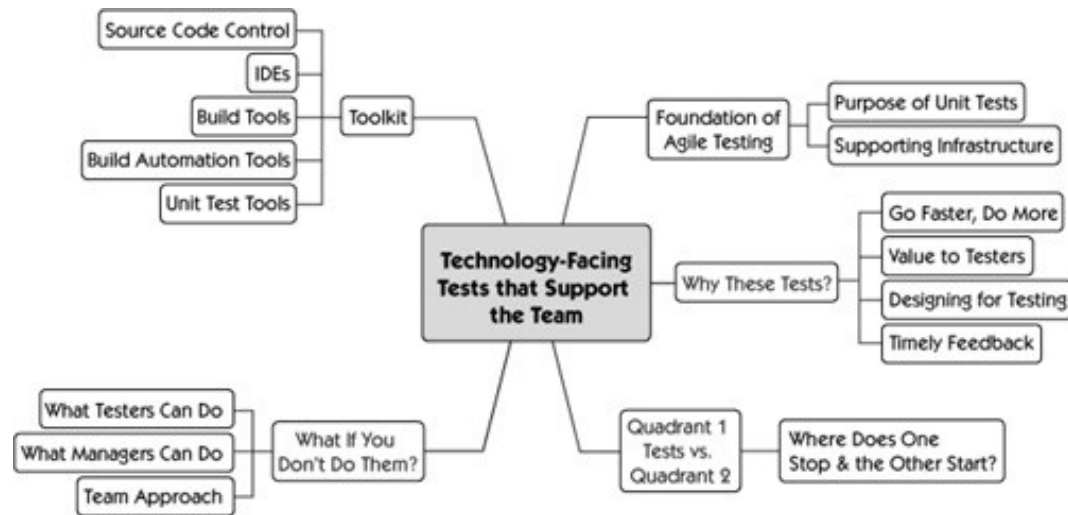 Source Code Control
IDEs
Build Tools
Build Automation Tools
Unit Test Tools
Toolkit
Foundation of
Agile Testing
Purpose of Unit Tests
Supporting Infrastructure
Technology-Facing
Tests that Support
the Team
Why These Tests?
Go Faster, Do More
Value to Testers
Designing for Testing
Timely Feedback
What Testers Can Do
What Managers Can Do
Team Approach
What If You
Don't Do Them?
Quadrant 1
Tests vs.
Quadrant 2
Where Does One
Stop & the Other Start?